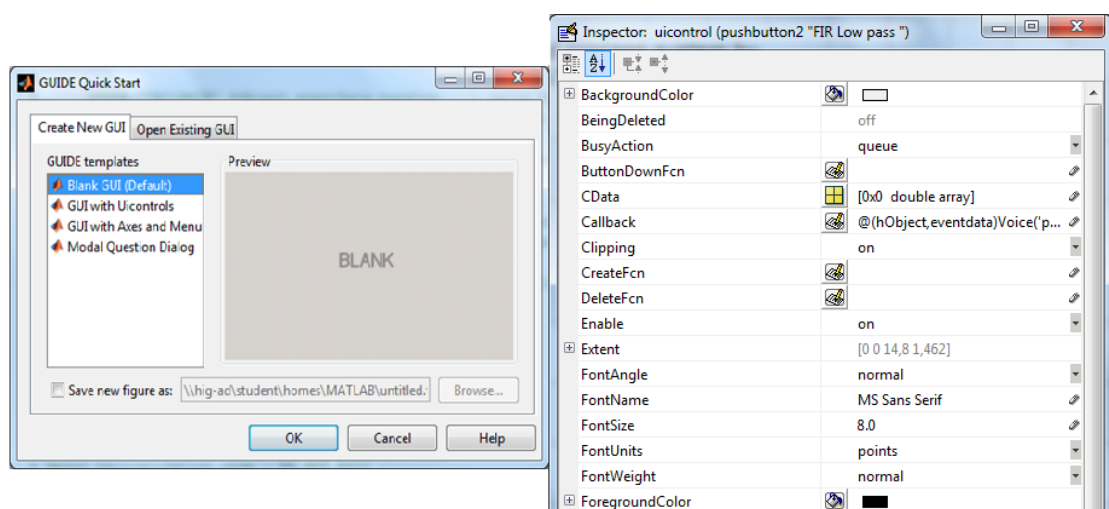 GUIDE Quick Start
Create New GUI Open Existing GUI
GUIDE templates
Blank GUI (Default)
GUI with Uicontrols
GUI with Axes and Menu
Modal Question Dialog
Preview
BLANK
Save new figure as: \\hig-ad\student\homes\MATLAB\untitled. Browse...
OK Cancel Help
Inspector: uicontrol (pushbutton2 "FIR Low pass ")
BackgroundColor
BeingDeleted off
BusyAction queue
ButtonDownFcn
CData [0x0 double array]
Callback @(hObject,eventdata)Voice('p...
Clipping on
CreateFcn
DeleteFcn
Enable on
Extent [0 0 14,8 1,462]
FontAngle normal
FontName MS Sans Serif
FontSize 8.0
FontUnits points
FontWeight normal
ForegroundColor